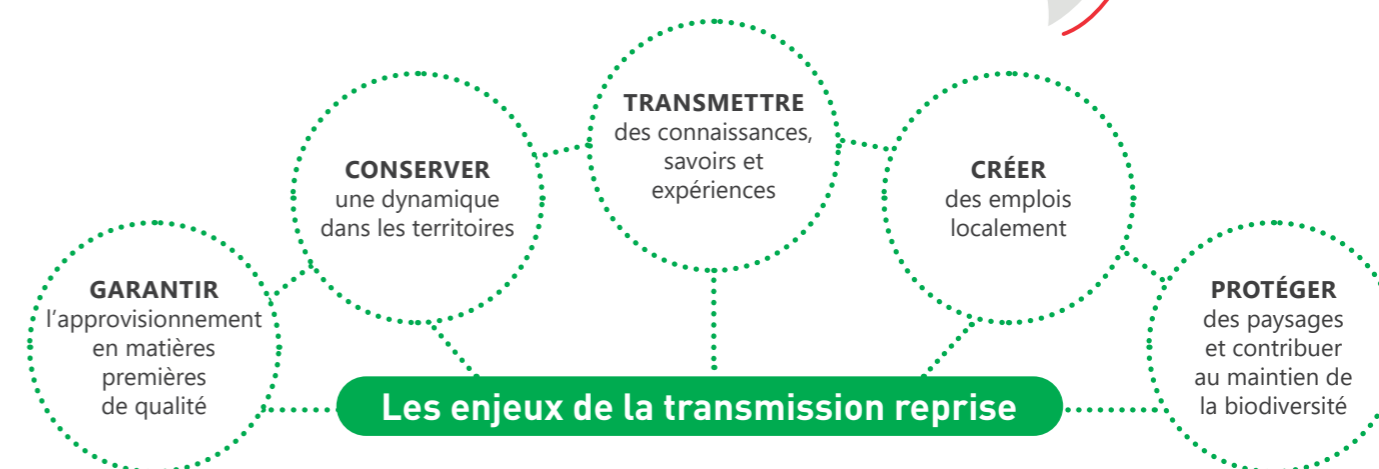 GARANTIR
l'approvisionnement
en matières
premières
de qualité
CONSERVER
une dynamique
dans les territoires
TRANSMETTRE
des connaissances,
savoirs et
expériences
CRÉER
des emplois
localement
PROTÉGER
des paysages
et contribuer
au maintien de
la biodiversité
Les enjeux de la transmission reprise